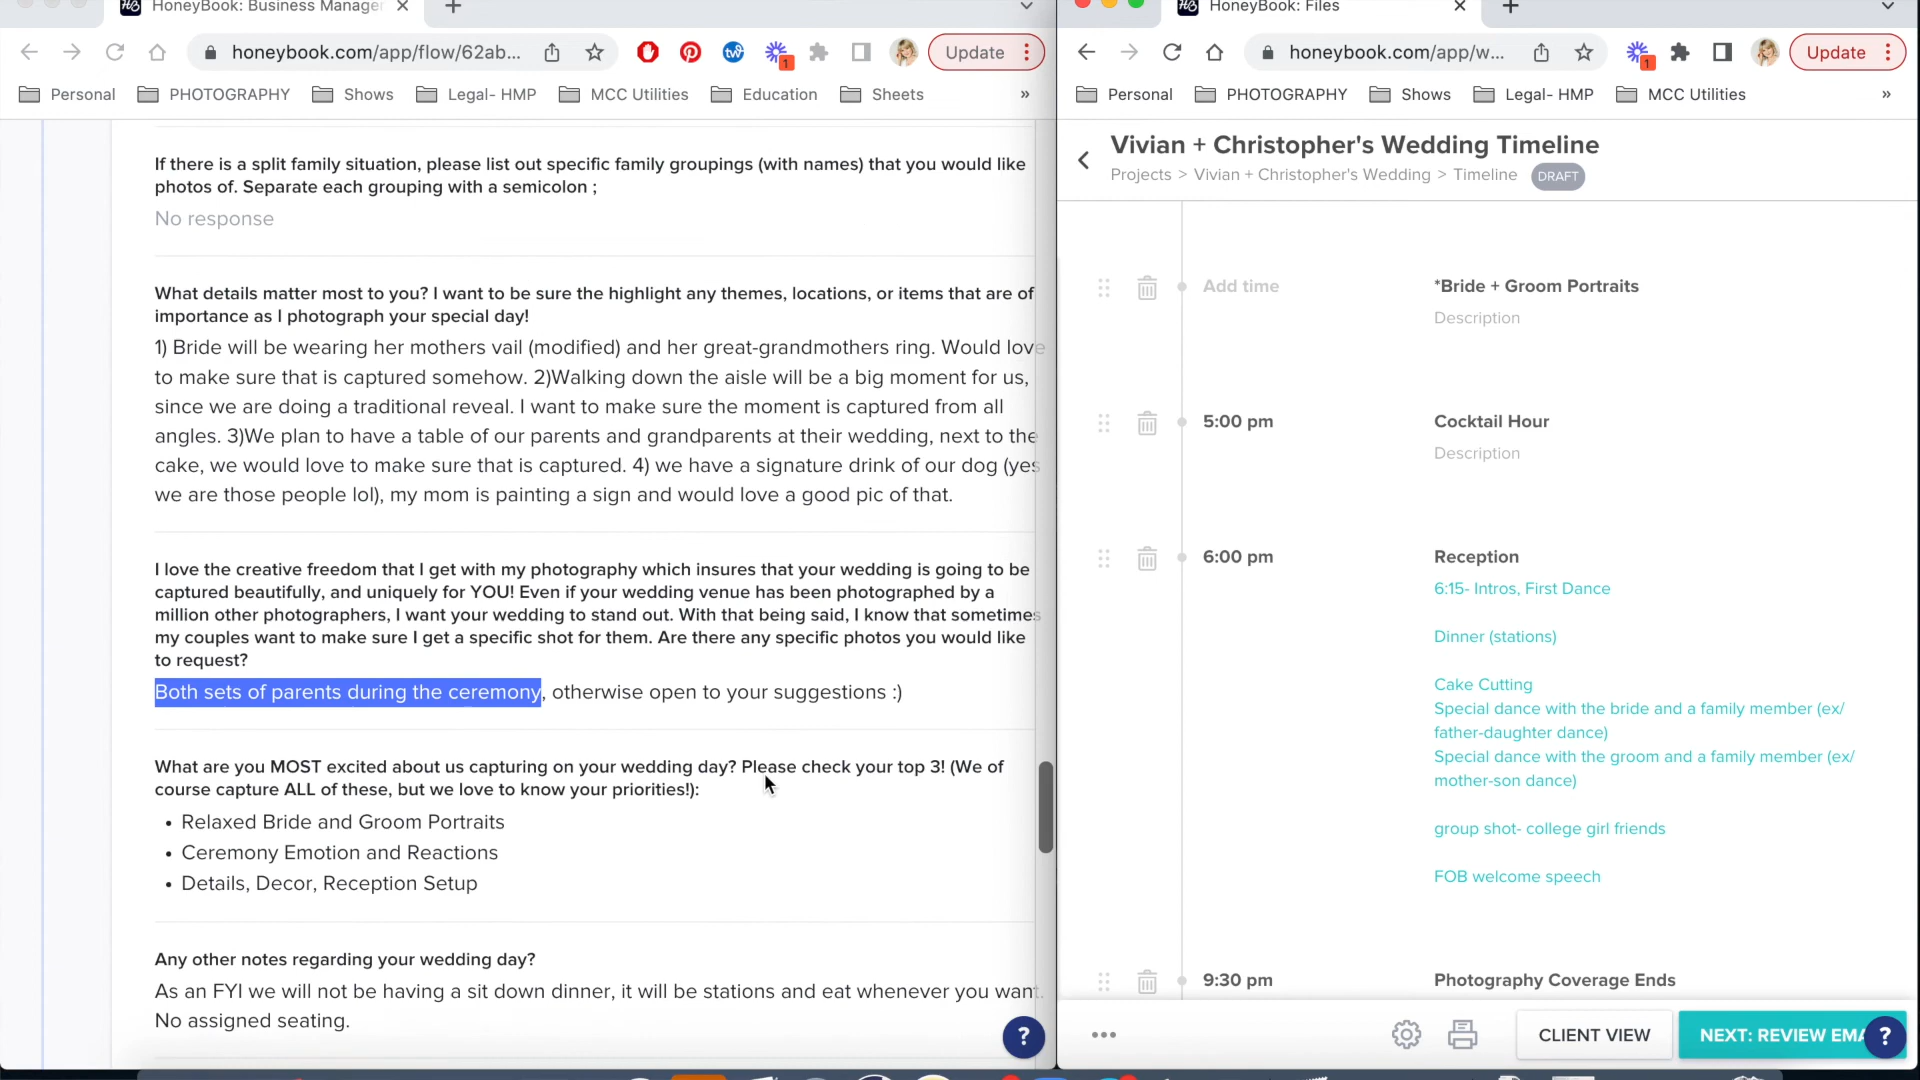 HoneyBook: Business Manager
honeybook.com/app/flow/62ab...
Update
Personal
PHOTOGRAPHY
Shows
Legal- HMP
MCC Utilities
Education
Sheets
»
If there is a split family situation, please list out specific family groupings (with names) that you would like
photos of. Separate each grouping with a semicolon ;
No response
What details matter most to you? I want to be sure the highlight any themes, locations, or items that are of
importance as I photograph your special day!
1) Bride will be wearing her mothers vail (modified) and her great-grandmothers ring. Would love
to make sure that is captured somehow. 2)Walking down the aisle will be a big moment for us,
since we are doing a traditional reveal. I want to make sure the moment is captured from all
angles. 3)We plan to have a table of our parents and grandparents at their wedding, next to the
cake, we would love to make sure that is captured. 4) we have a signature drink of our dog (yes
we are those people lol), my mom is painting a sign and would love a good pic of that.
I love the creative freedom that I get with my photography which insures that your wedding is going to be
captured beautifully, and uniquely for YOU! Even if your wedding venue has been photographed by a
million other photographers, I want your wedding to stand out. With that being said, I know that sometimes
my couples want to make sure I get a specific shot for them. Are there any specific photos you would like
to request?
Both sets of parents during the ceremony, otherwise open to your suggestions :)
What are you MOST excited about us capturing on your wedding day? Please check your top 3! (We of
course capture ALL of these, but we love to know your priorities!):
• Relaxed Bride and Groom Portraits
• Ceremony Emotion and Reactions
• Details, Decor, Reception Setup
Any other notes regarding your wedding day?
As an FYI we will not be having a sit down dinner, it will be stations and eat whenever you want.
No assigned seating.
?
HoneyBook: Files
honeybook.com/app/w...
1
Update
Personal
PHOTOGRAPHY
Shows
Legal- HMP
MCC Utilities
»
Vivian + Christopher's Wedding Timeline
Projects > Vivian + Christopher's Wedding > Timeline DRAFT
Add time
*Bride + Groom Portraits
Description
5:00 pm
Cocktail Hour
Description
6:00 pm
Reception
6:15- Intros, First Dance
Dinner (stations)
Cake Cutting
Special dance with the bride and a family member (ex/
father-daughter dance)
Special dance with the groom and a family member (ex/
mother-son dance)
group shot- college girl friends
FOB welcome speech
9:30 pm
Photography Coverage Ends
CLIENT VIEW
NEXT: REVIEW EMA
?